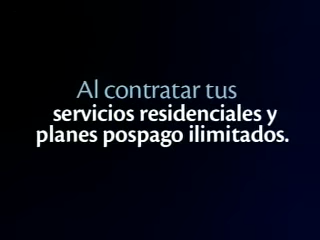 Al contratar tus
servicios residenciales y
planes pospago ilimitados.